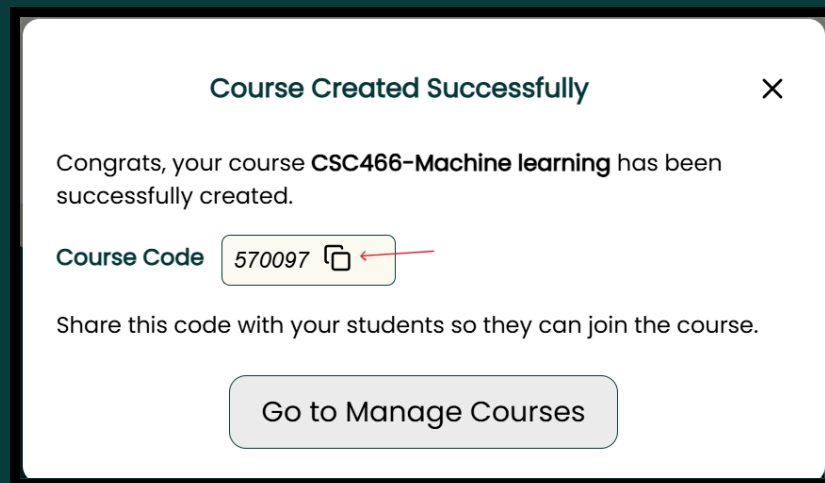 Course Created Successfully
Congrats, your course CSC466-Machine learning has been
successfully created.
Course Code 570097
Share this code with your students so they can join the course.
Go to Manage Courses